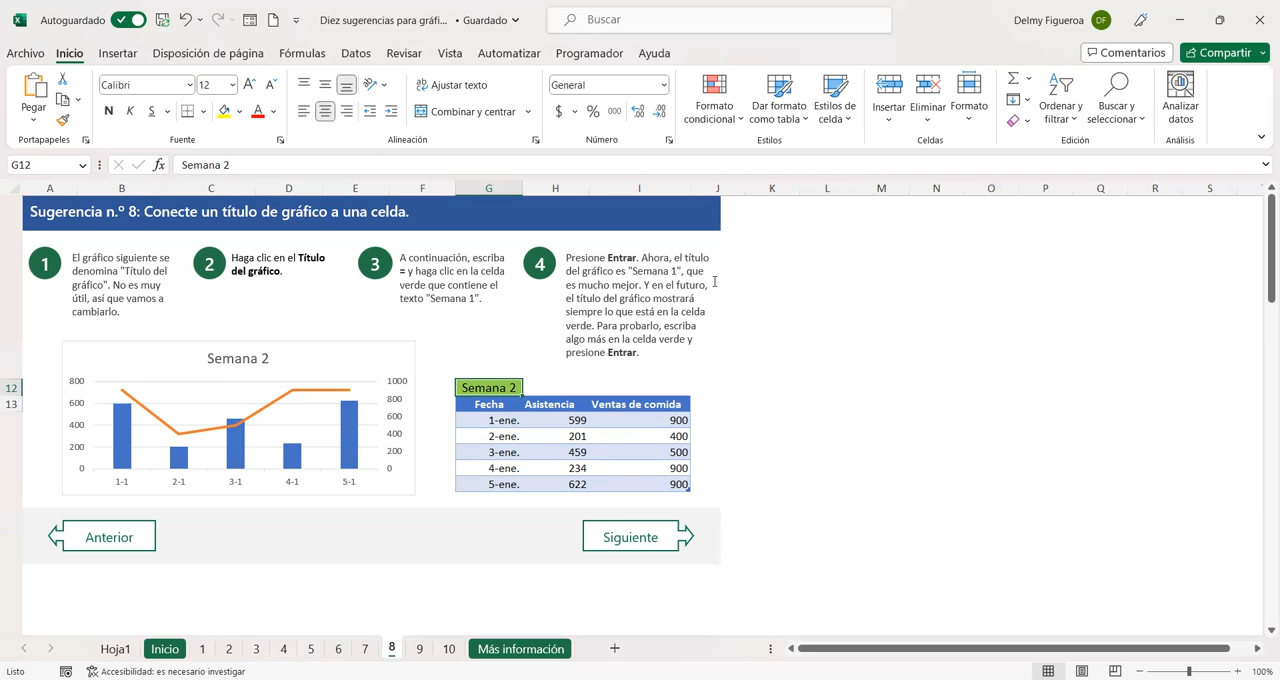 Autoguardado
Diez sugerencias para gráfi... • Guardado
Buscar
Delmy Figueroa
DF
Archivo
Inicio
Insertar
Disposición de página
Fórmulas
Datos
Revisar
Vista
Automatizar
Programador
Ayuda
Comentarios
Compartir
Pegar
Calibri
12
N K S
Ajustar texto
Combinar y centrar
General
$ % 000
Formato condicional
Dar formato como tabla
Estilos de celda
Insertar
Eliminar
Formato
Ordenar y filtrar
Buscar y seleccionar
Analizar datos
Portapapeles
Fuente
Alineación
Número
Estilos
Celdas
Edición
Análisis
G12
fx
Semana 2
A B C D E F G H I J K L M N O P Q R S
Sugerencia n.º 8: Conecte un título de gráfico a una celda.
1
El gráfico siguiente se
denomina "Título del
gráfico". No es muy
útil, así que vamos a
cambiarlo.
2
Haga clic en el Título
del gráfico.
3
A continuación, escriba
= y haga clic en la celda
verde que contiene el
texto "Semana 1".
4
Presione Entrar. Ahora, el título
del gráfico es "Semana 1", que
es mucho mejor. Y en el futuro,
el título del gráfico mostrará
siempre lo que está en la celda
verde. Para probarlo, escriba
algo más en la celda verde y
presione Entrar.
Semana 2
800
600
400
200
0
1000
800
600
400
200
0
1-1 2-1 3-1 4-1 5-1
12
13
Semana 2
Fecha Asistencia Ventas de comida
1-ene. 599 900
2-ene. 201 400
3-ene. 459 500
4-ene. 234 900
5-ene. 622 900
Anterior
Siguiente
Hoja1
Inicio
1 2 3 4 5 6 7 8 9 10
Más información
Listo
Accesibilidad: es necesario investigar
100%